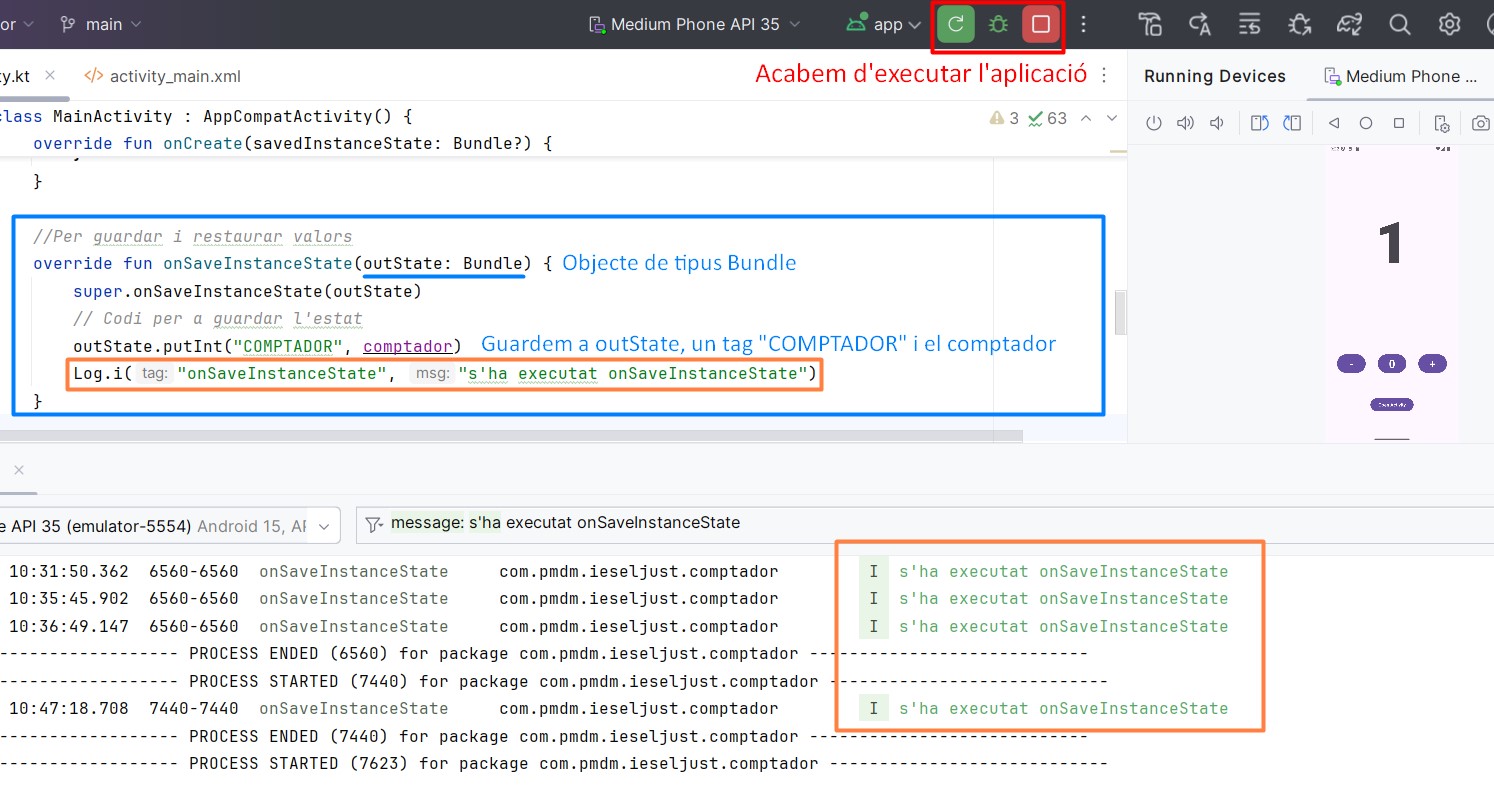 or main Medium Phone API 35 app
Acabem d'executar l'aplicació
y.kt activity_main.xml Running Devices Medium Phone ...
class MainActivity : AppCompatActivity() { 3 63
override fun onCreate(savedInstanceState: Bundle?) {
}
//Per guardar i restaurar valors
override fun onSaveInstanceState(outState: Bundle) { Objecte de tipus Bundle
super.onSaveInstanceState(outState)
// Codi per a guardar l'estat
outState.putInt("COMPTADOR", comptador) Guardem a outState, un tag "COMPTADOR" i el comptador
Log.i( tag: "onSaveInstanceState", msg: "s'ha executat onSaveInstanceState")
}
1
- 0 +
e API 35 (emulator-5554) Android 15, AP message: s'ha executat onSaveInstanceState
10:31:50.362 6560-6560 onSaveInstanceState com.pmdm.ieseljust.comptador I s'ha executat onSaveInstanceState
10:35:45.902 6560-6560 onSaveInstanceState com.pmdm.ieseljust.comptador I s'ha executat onSaveInstanceState
10:36:49.147 6560-6560 onSaveInstanceState com.pmdm.ieseljust.comptador I s'ha executat onSaveInstanceState
------------------ PROCESS ENDED (6560) for package com.pmdm.ieseljust.comptador ----------------------------
------------------ PROCESS STARTED (7440) for package com.pmdm.ieseljust.comptador ----------------------------
10:47:18.708 7440-7440 onSaveInstanceState com.pmdm.ieseljust.comptador I s'ha executat onSaveInstanceState
------------------ PROCESS ENDED (7440) for package com.pmdm.ieseljust.comptador ----------------------------
------------------ PROCESS STARTED (7623) for package com.pmdm.ieseljust.comptador ----------------------------